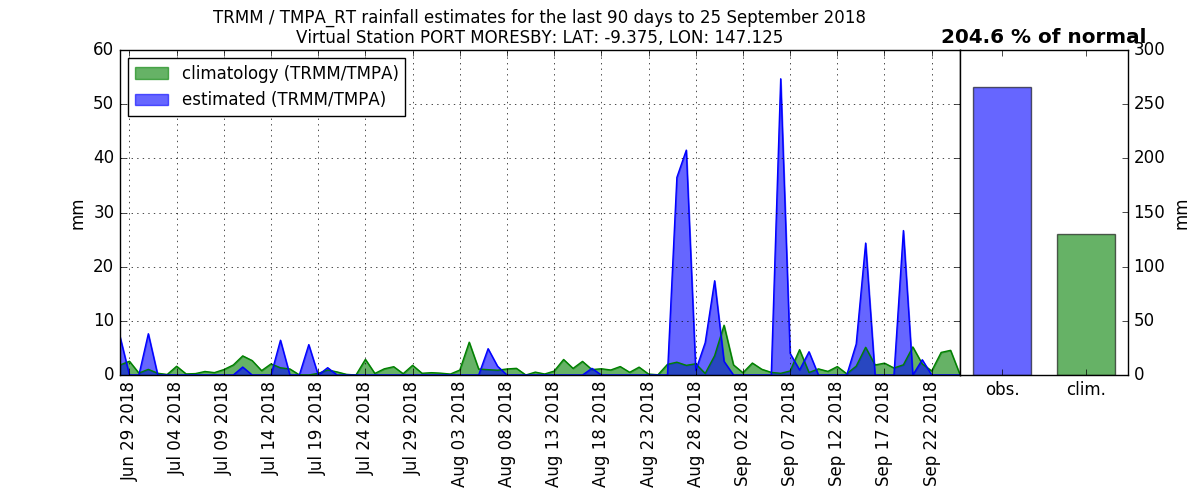 TRMM / TMPA_RT rainfall estimates for the last 90 days to 25 September 2018
Virtual Station PORT MORESBY: LAT: -9.375, LON: 147.125
204.6 % of normal
climatology (TRMM/TMPA)
estimated (TRMM/TMPA)
60
50
40
30
20
10
0
mm
300
250
200
150
100
50
0
mm
Jun 29 2018
Jul 04 2018
Jul 09 2018
Jul 14 2018
Jul 19 2018
Jul 24 2018
Jul 29 2018
Aug 03 2018
Aug 08 2018
Aug 13 2018
Aug 18 2018
Aug 23 2018
Aug 28 2018
Sep 02 2018
Sep 07 2018
Sep 12 2018
Sep 17 2018
Sep 22 2018
obs.
clim.